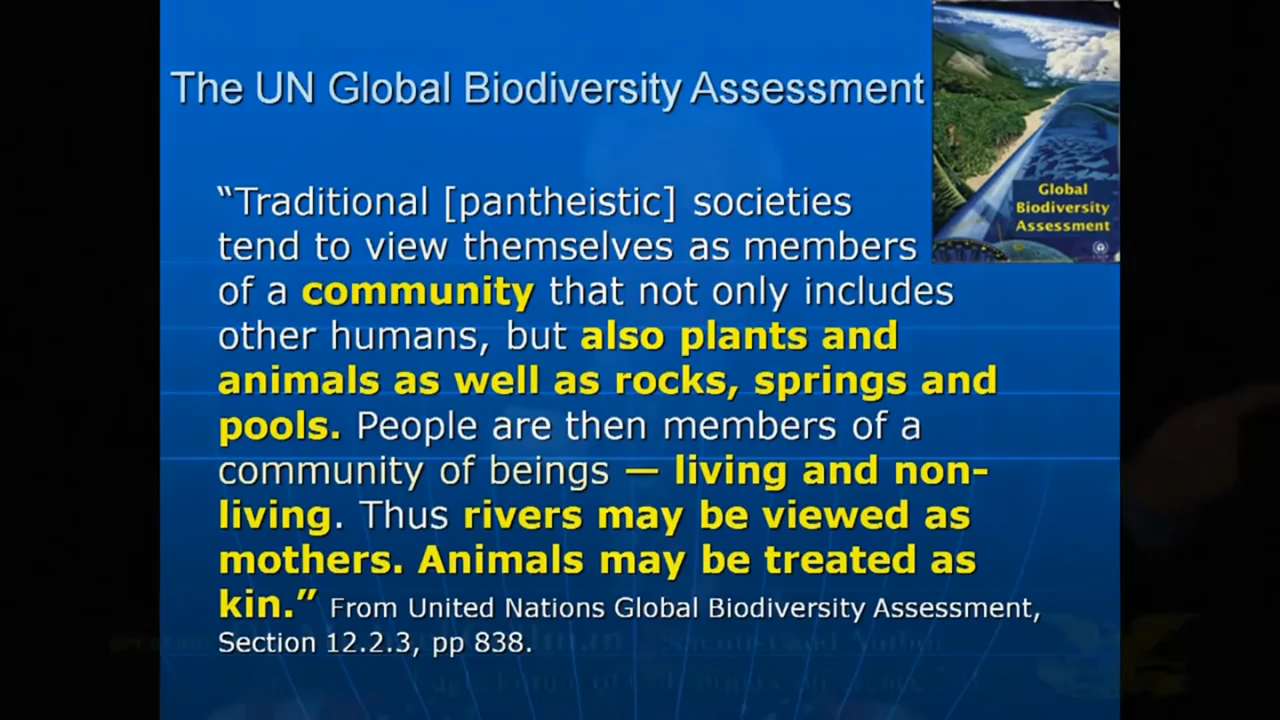 The UN Global Biodiversity Assessment
Global
Biodiversity
Assessment
“Traditional [pantheistic] societies
tend to view themselves as members
of a community that not only includes
other humans, but also plants and
animals as well as rocks, springs and
pools. People are then members of a
community of beings — living and non-
living. Thus rivers may be viewed as
mothers. Animals may be treated as
kin.” From United Nations Global Biodiversity Assessment,
Section 12.2.3, pp 838.